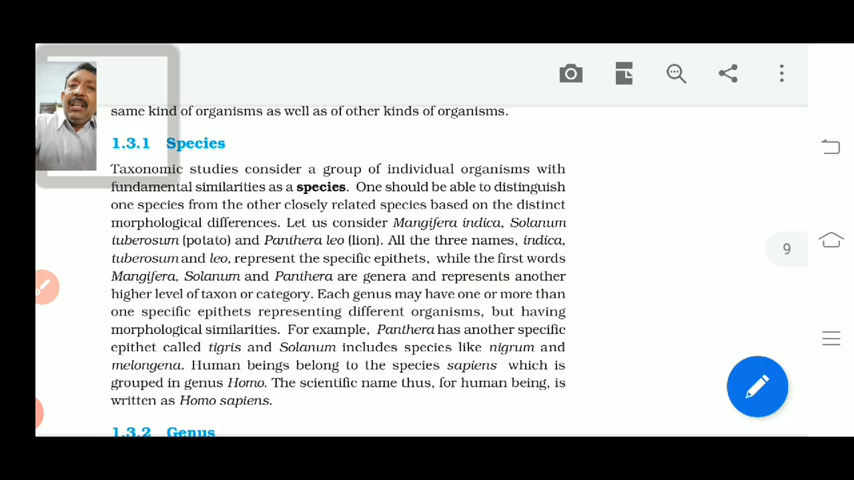 same kind of organisms as well as of other kinds of organisms.
1.3.1 Species
Taxonomic studies consider a group of individual organisms with
fundamental similarities as a species. One should be able to distinguish
one species from the other closely related species based on the distinct
morphological differences. Let us consider Mangifera indica, Solanum
tuberosum (potato) and Panthera leo (lion). All the three names, indica,
tuberosum and leo, represent the specific epithets, while the first words
Mangifera, Solanum and Panthera are genera and represents another
higher level of taxon or category. Each genus may have one or more than
one specific epithets representing different organisms, but having
morphological similarities. For example, Panthera has another specific
epithet called tigris and Solanum includes species like nigrum and
melongena. Human beings belong to the species sapiens which is
grouped in genus Homo. The scientific name thus, for human being, is
written as Homo sapiens.
1.3.2 Genus
9